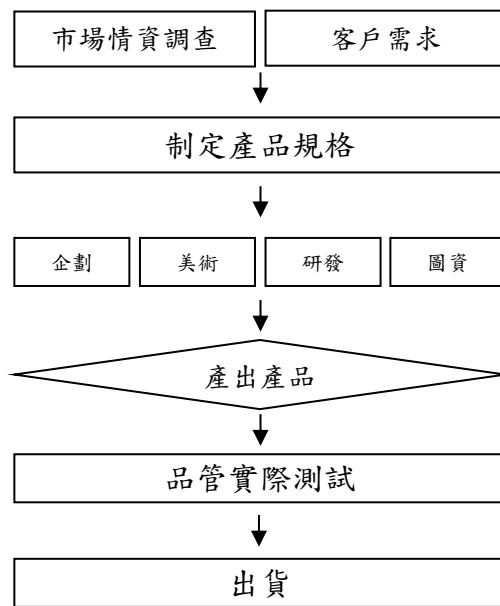 市場情資調查
客戶需求
制定產品規格
企劃
美術
研發
圖資
產出產品
品管實際測試
出貨